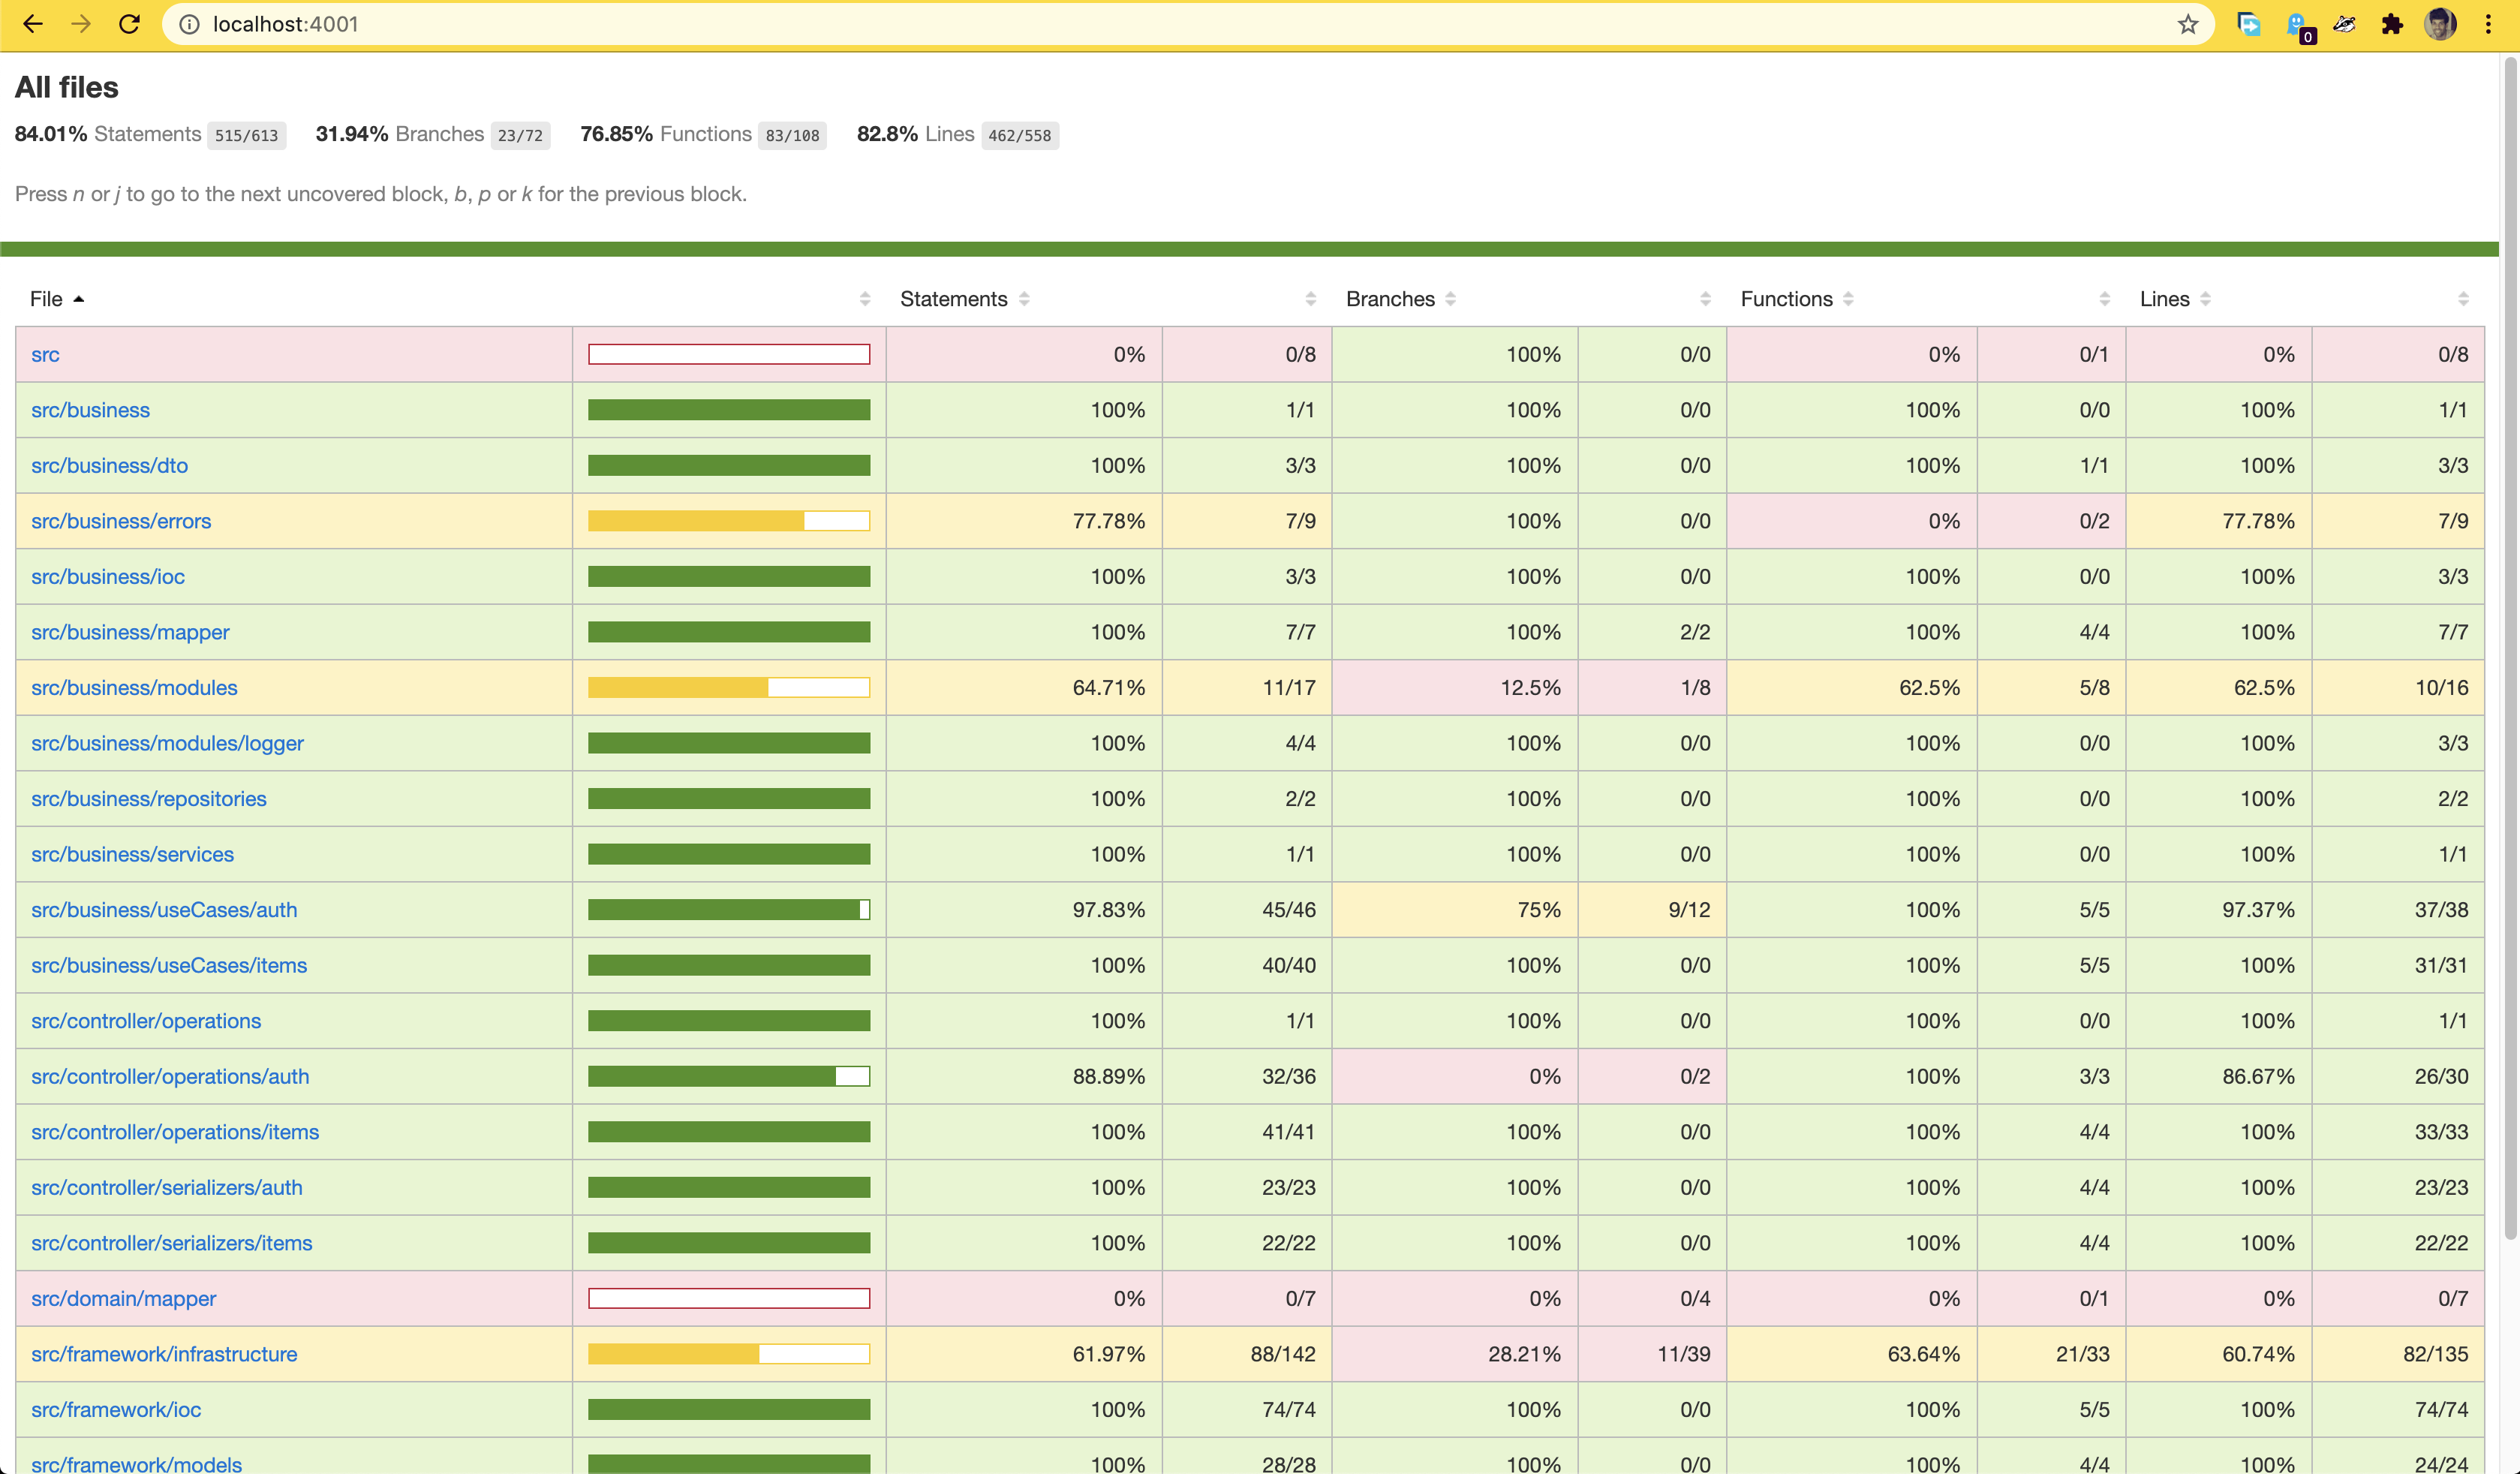 localhost:4001
0
All files
84.01% Statements 515/613 31.94% Branches 23/72 76.85% Functions 83/108 82.8% Lines 462/558
Press n or j to go to the next uncovered block, b, p or k for the previous block.
File Statements Branches Functions Lines
src 0% 0/8 100% 0/0 0% 0/1 0% 0/8
src/business 100% 1/1 100% 0/0 100% 0/0 100% 1/1
src/business/dto 100% 3/3 100% 0/0 100% 1/1 100% 3/3
src/business/errors 77.78% 7/9 100% 0/0 0% 0/2 77.78% 7/9
src/business/ioc 100% 3/3 100% 0/0 100% 0/0 100% 3/3
src/business/mapper 100% 7/7 100% 2/2 100% 4/4 100% 7/7
src/business/modules 64.71% 11/17 12.5% 1/8 62.5% 5/8 62.5% 10/16
src/business/modules/logger 100% 4/4 100% 0/0 100% 0/0 100% 3/3
src/business/repositories 100% 2/2 100% 0/0 100% 0/0 100% 2/2
src/business/services 100% 1/1 100% 0/0 100% 0/0 100% 1/1
src/business/useCases/auth 97.83% 45/46 75% 9/12 100% 5/5 97.37% 37/38
src/business/useCases/items 100% 40/40 100% 0/0 100% 5/5 100% 31/31
src/controller/operations 100% 1/1 100% 0/0 100% 0/0 100% 1/1
src/controller/operations/auth 88.89% 32/36 0% 0/2 100% 3/3 86.67% 26/30
src/controller/operations/items 100% 41/41 100% 0/0 100% 4/4 100% 33/33
src/controller/serializers/auth 100% 23/23 100% 0/0 100% 4/4 100% 23/23
src/controller/serializers/items 100% 22/22 100% 0/0 100% 4/4 100% 22/22
src/domain/mapper 0% 0/7 0% 0/4 0% 0/1 0% 0/7
src/framework/infrastructure 61.97% 88/142 28.21% 11/39 63.64% 21/33 60.74% 82/135
src/framework/ioc 100% 74/74 100% 0/0 100% 5/5 100% 74/74
src/framework/models 100% 28/28 100% 0/0 100% 4/4 100% 24/24